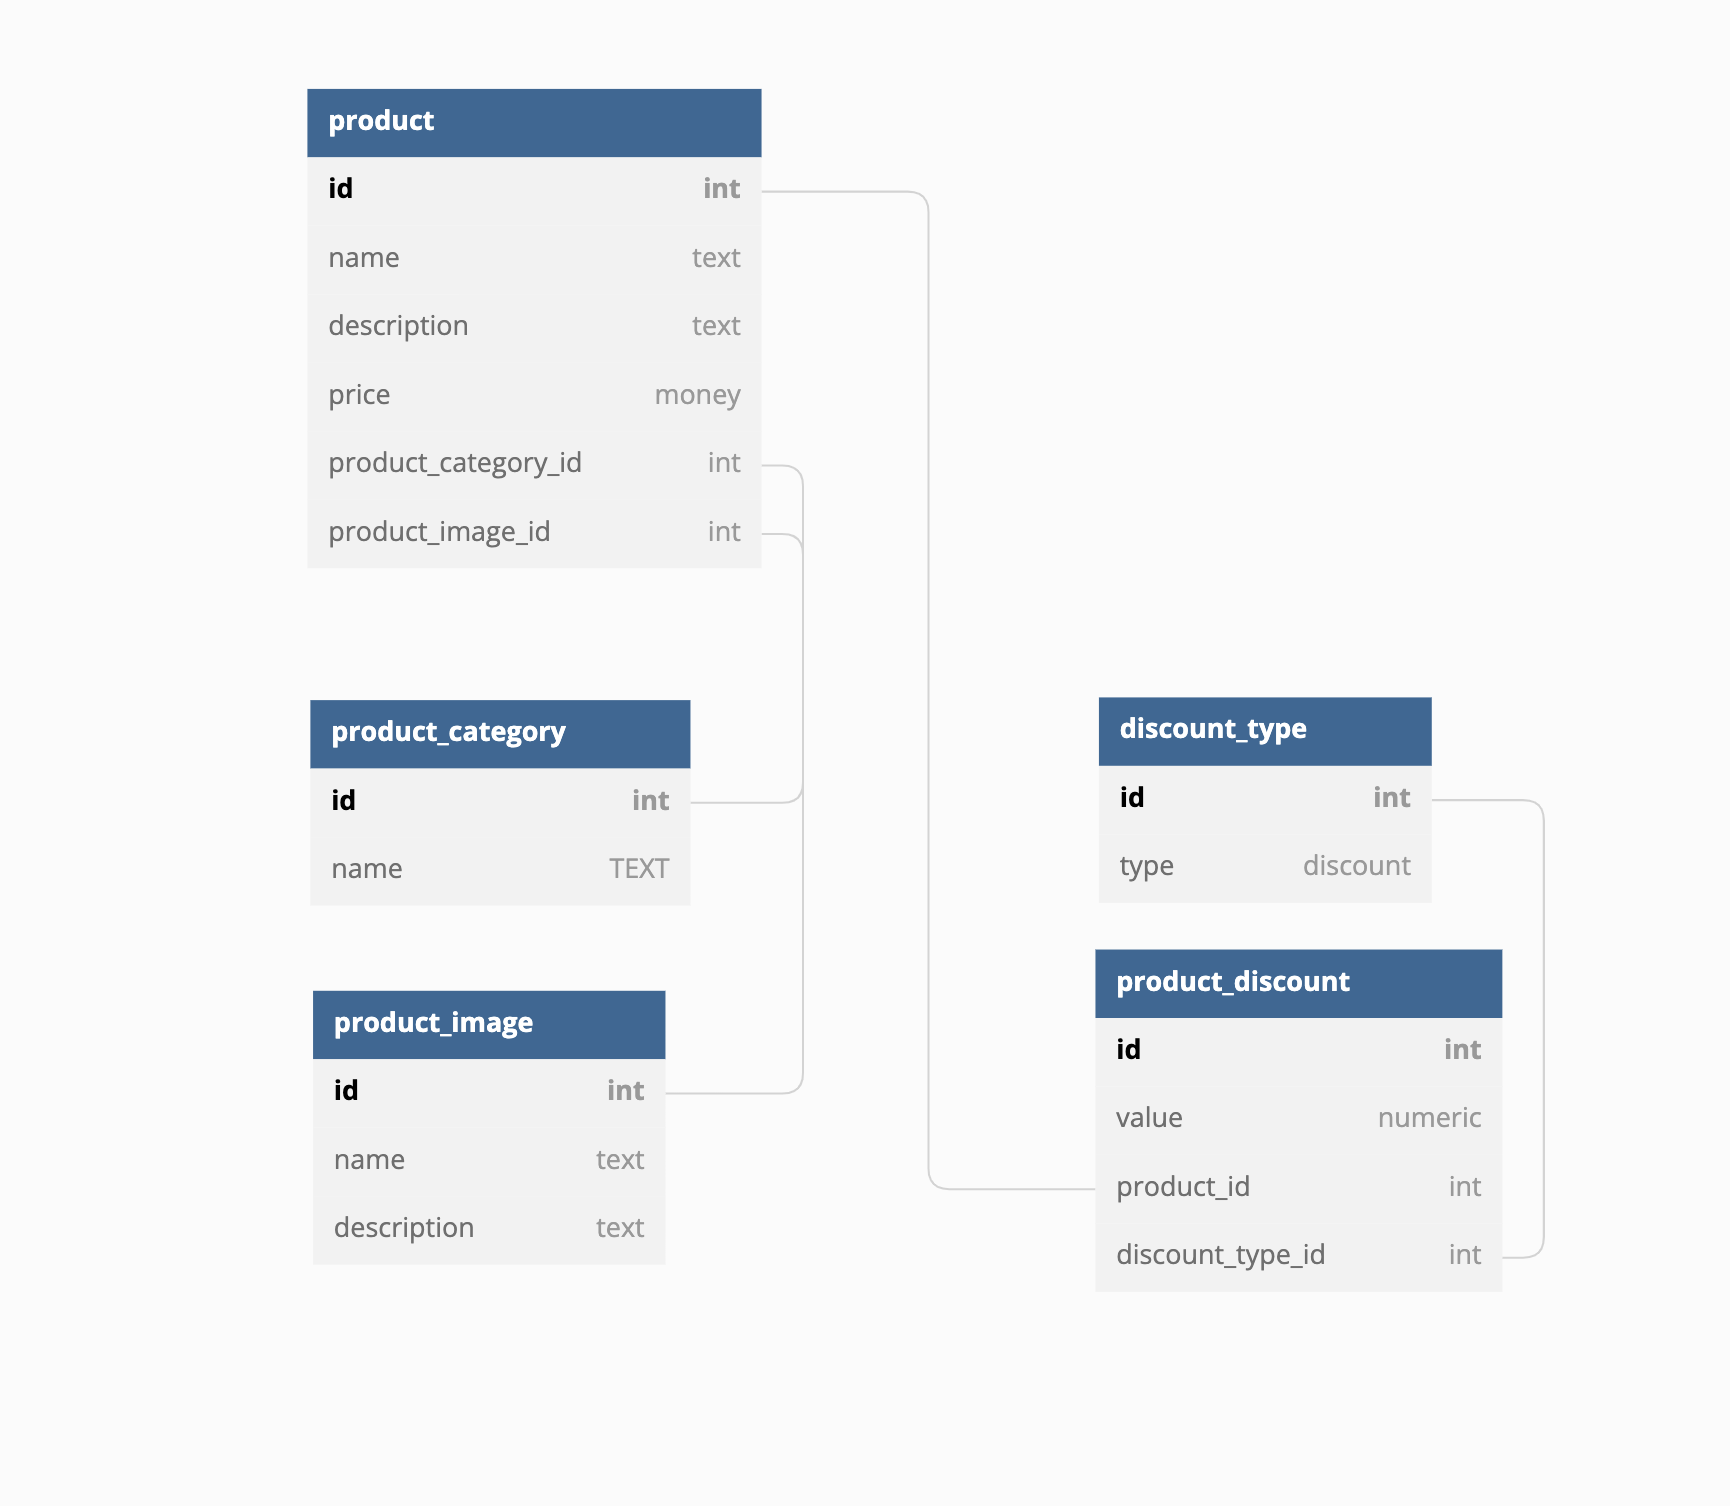 product
id int
name text
description text
price money
product_category_id int
product_image_id int
product_category
id int
name TEXT
product_image
id int
name text
description text
discount_type
id int
type discount
product_discount
id int
value numeric
product_id int
discount_type_id int